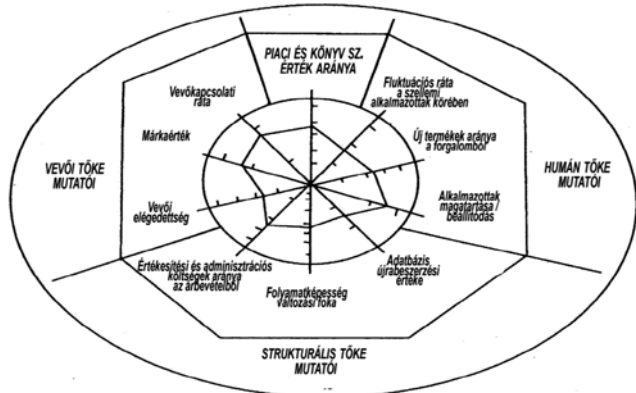 PIACI ÉS KÖNYV SZ.
ÉRTÉK ARÁNYA
Vevőkapcsolati
ráta
Fluktuációs ráta
a szellemi
alkalmazottak körében
Márkaérték
Új termékek aránya
a forgalomból
VEVŐI TŐKE
MUTATÓI
HUMÁN TŐKE
MUTATÓI
Vevői
elégedettség
Alkalmazottak
magatartása /
beállítódás
Értékesítési és adminisztrációs
költségek aránya
az árbevételből
Adatbázis
újrabeszerzési
értéke
Folyamatképesség
változási foka
STRUKTURÁLIS TŐKE
MUTATÓI